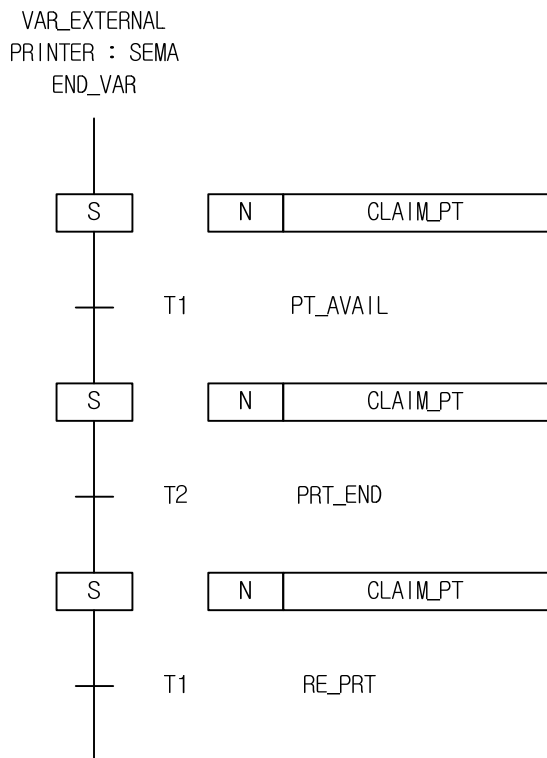 VAR_EXTERNAL
PRINTER : SEMA
END_VAR
S N CLAIM_PT
T1 PT_AVAIL
S N CLAIM_PT
T2 PRT_END
S N CLAIM_PT
T1 RE_PRT